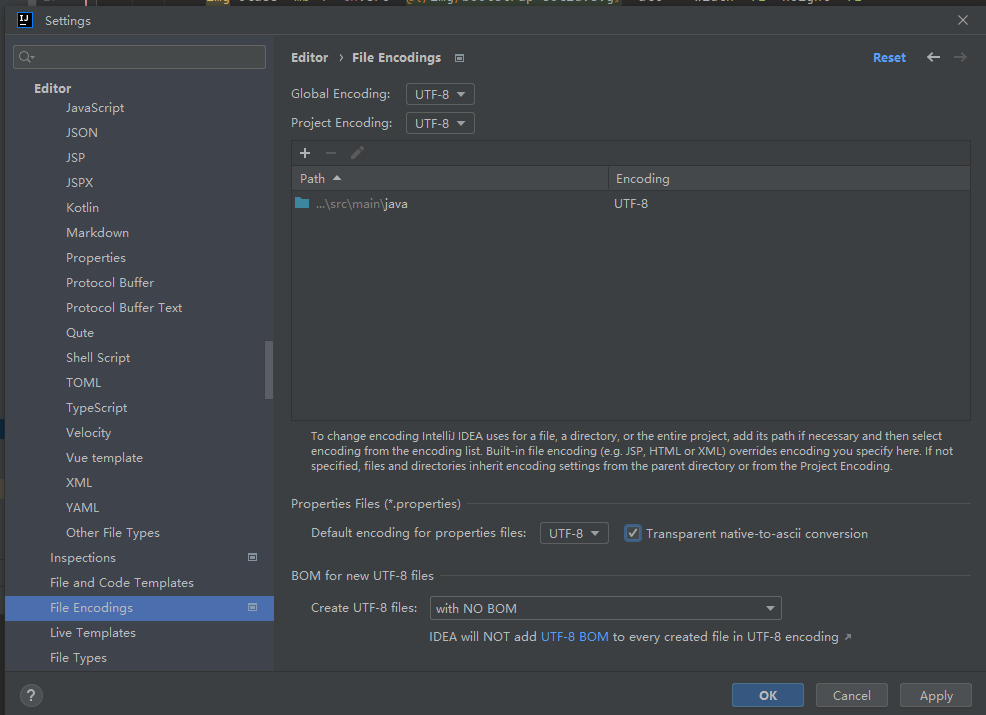 Settings
Editor
JavaScript
JSON
JSP
JSPX
Kotlin
Markdown
Properties
Protocol Buffer
Protocol Buffer Text
Qute
Shell Script
TOML
TypeScript
Velocity
Vue template
XML
YAML
Other File Types
Inspections
File and Code Templates
File Encodings
Live Templates
File Types
Editor › File Encodings
Reset
Global Encoding: UTF-8
Project Encoding: UTF-8
Path Encoding
...\src\main\java UTF-8
To change encoding IntelliJ IDEA uses for a file, a directory, or the entire project, add its path if necessary and then select
encoding from the encoding list. Built-in file encoding (e.g. JSP, HTML or XML) overrides encoding you specify here. If not
specified, files and directories inherit encoding settings from the parent directory or from the Project Encoding.
Properties Files (*.properties)
Default encoding for properties files: UTF-8 Transparent native-to-ascii conversion
BOM for new UTF-8 files
Create UTF-8 files: with NO BOM
IDEA will NOT add UTF-8 BOM to every created file in UTF-8 encoding ↗
?
OK Cancel Apply